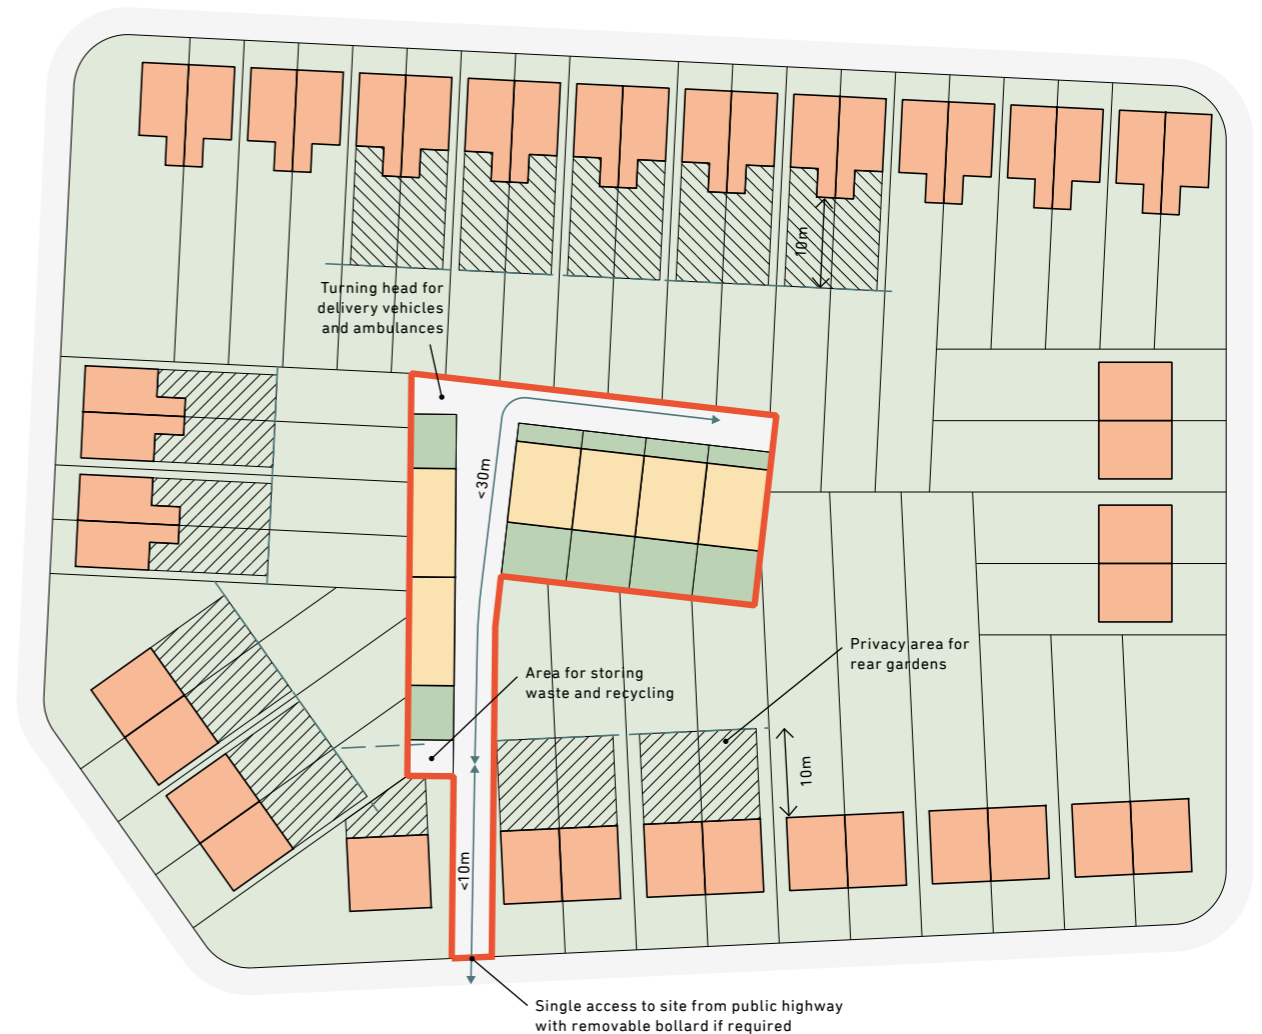 10m
Turning head for
delivery vehicles
and ambulances
<30m
Privacy area for
rear gardens
Area for storing
waste and recycling
10m
<10m
Single access to site from public highway
with removable bollard if required